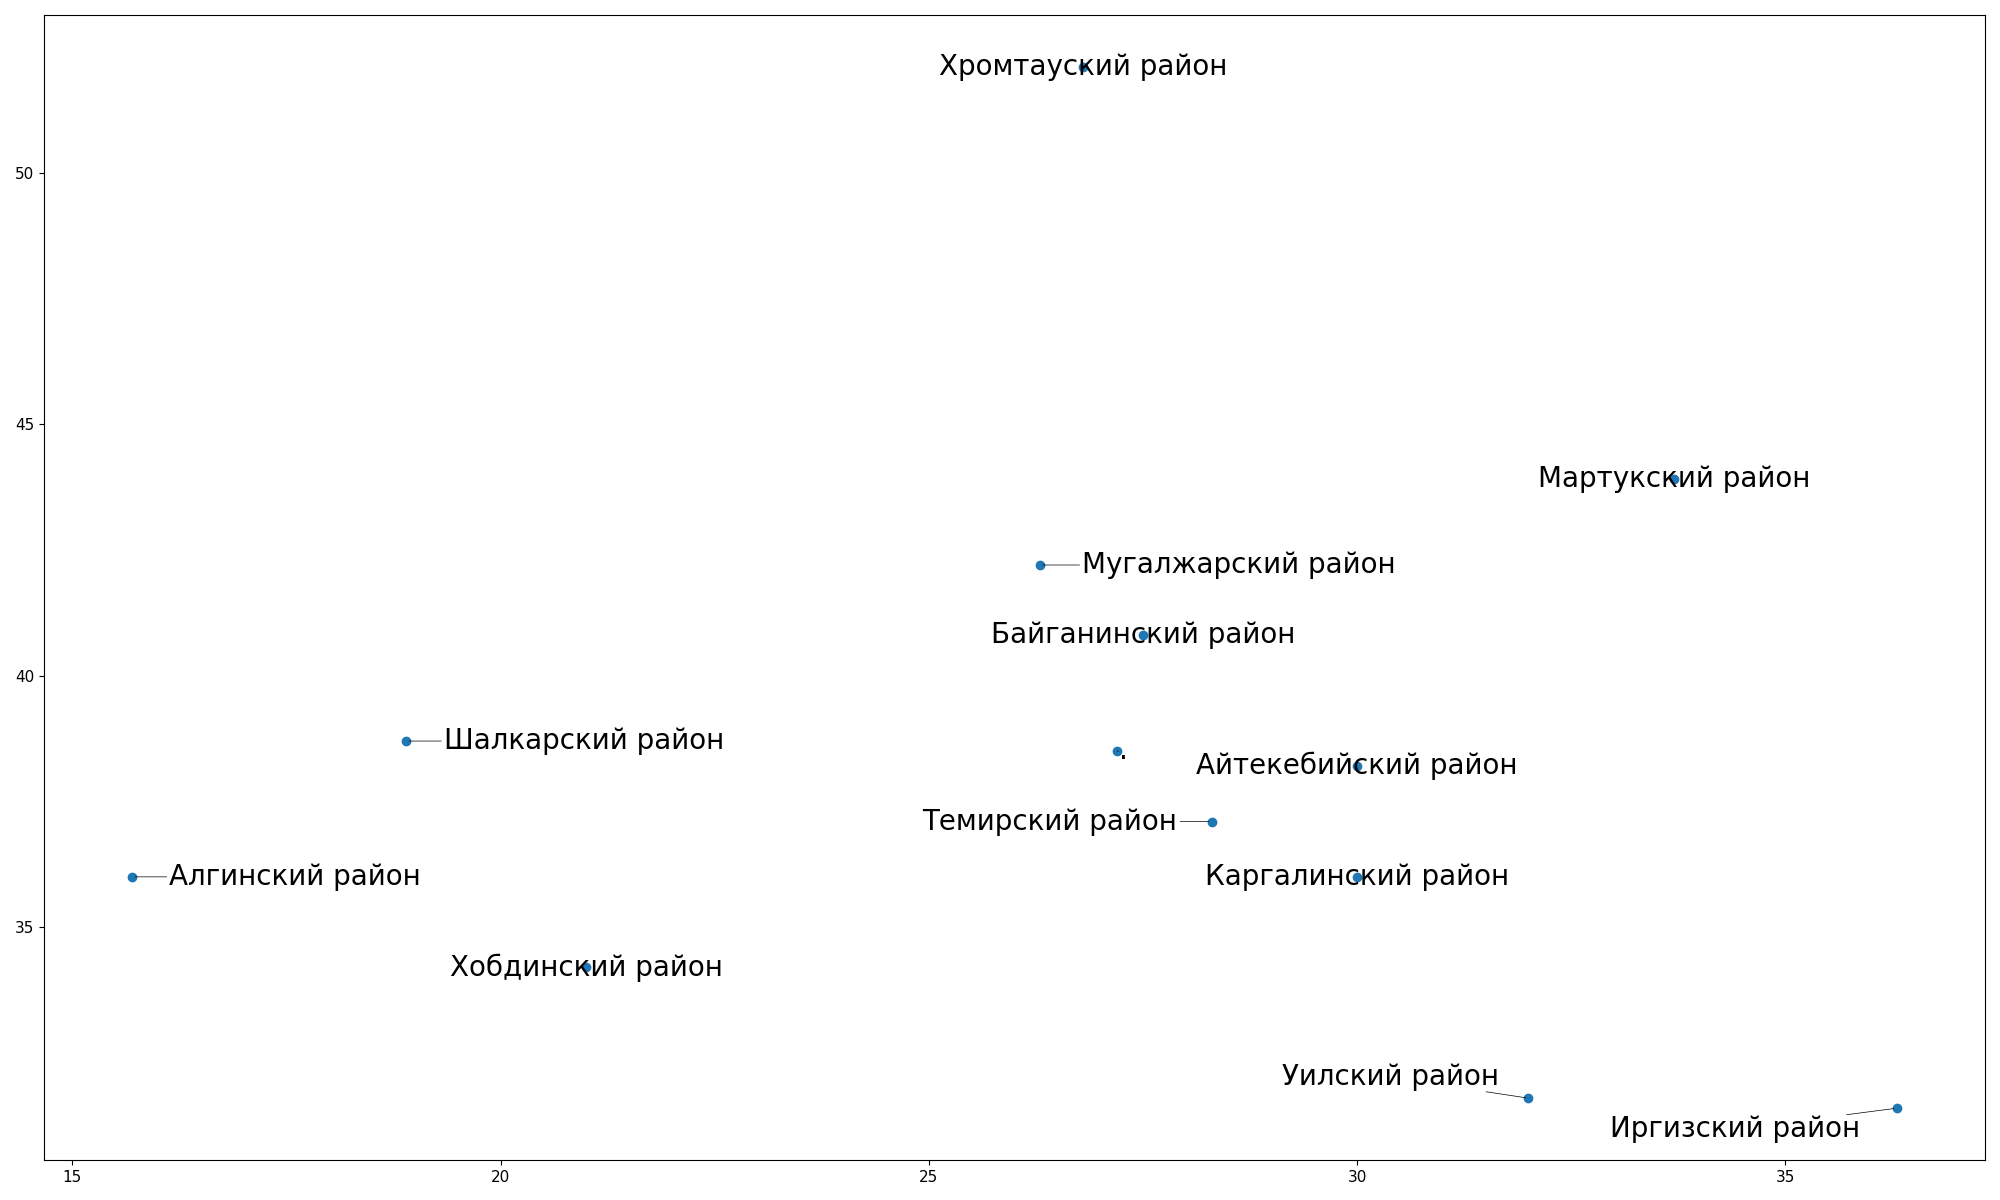 Хромтауский район
50
45
Мартукский район
Мугалжарский район
Байганинский район
40
Шалкарский район
.
Айтекебийский район
Темирский район
Алгинский район
Каргалинский район
35
Хобдинский район
Уилский район
Иргизский район
15 20 25 30 35